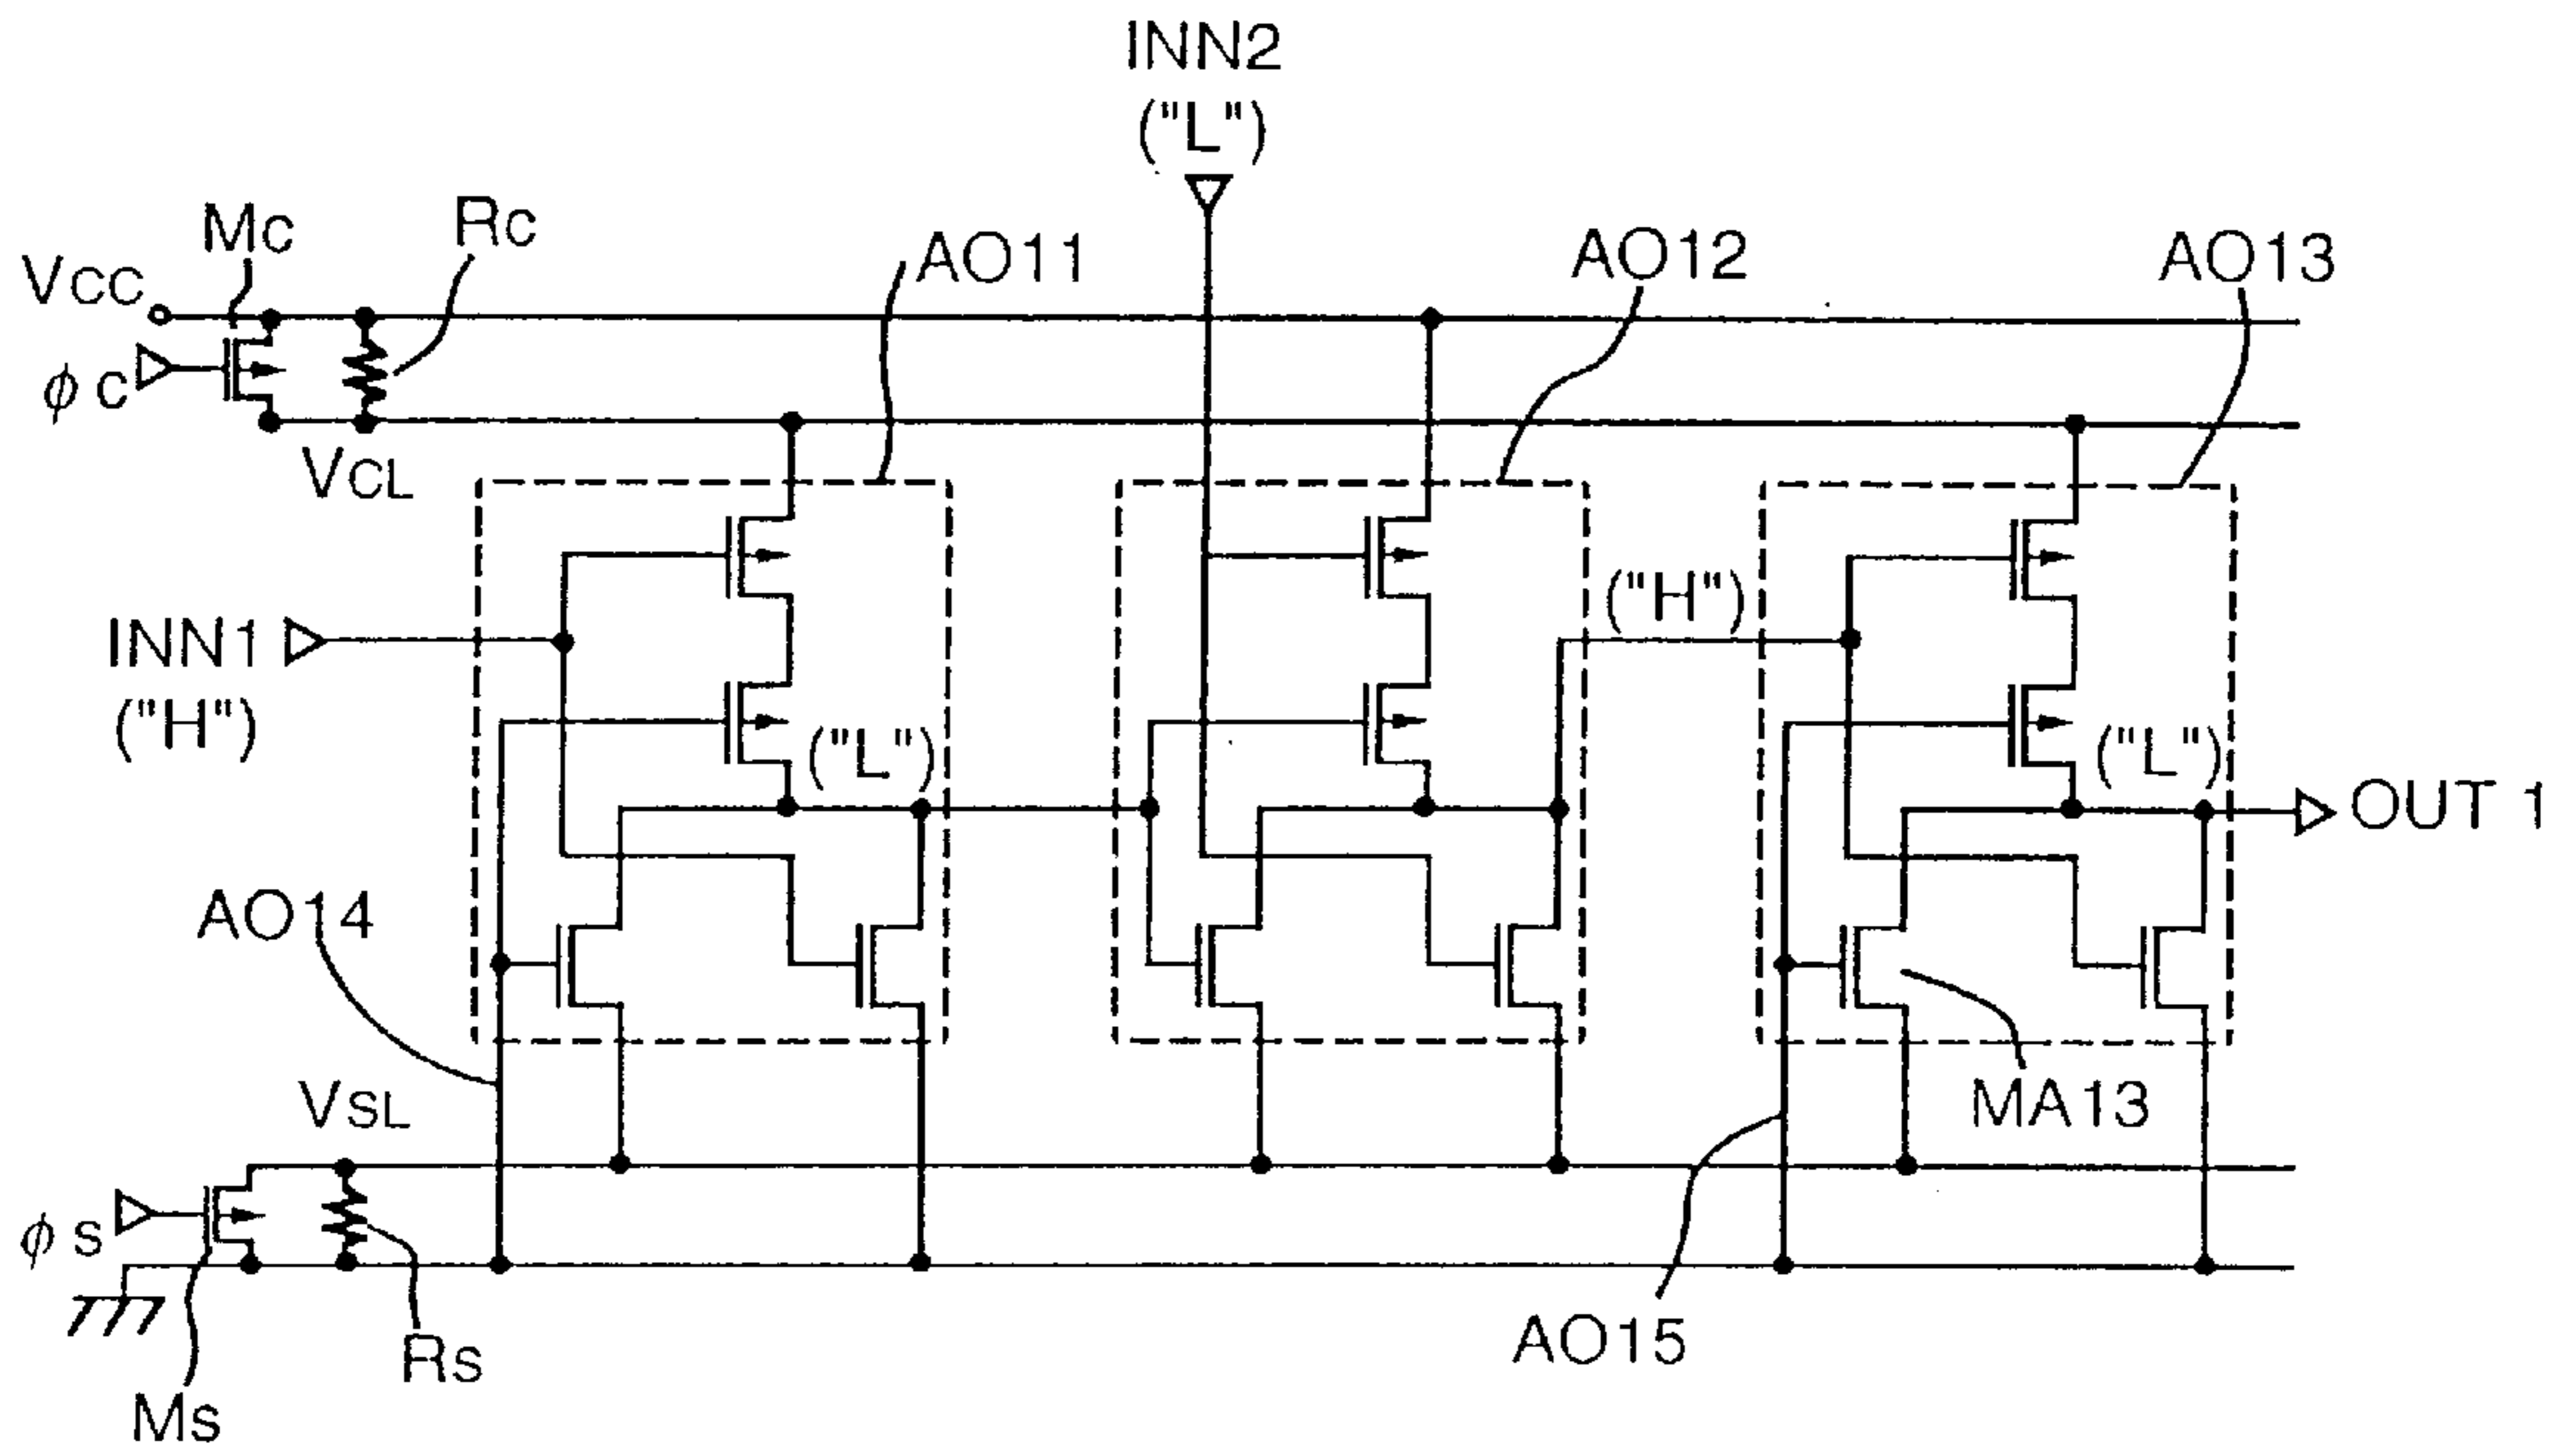 INN2
("L")
MC
RC
AO11
AO12
AO13
VCC
φ C
VCL
("H")
INN1
("H")
("L")
("L")
OUT 1
AO14
VSL
MA13
φ S
RS
AO15
MS